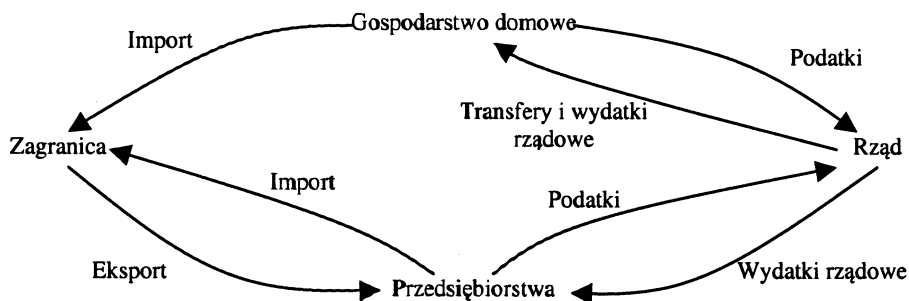 Gospodarstwo domowe
Import
Podatki
Transfery i wydatki
rządowe
Zagranica
Rząd
Import
Podatki
Eksport
Wydatki rządowe
Przedsiębiorstwa